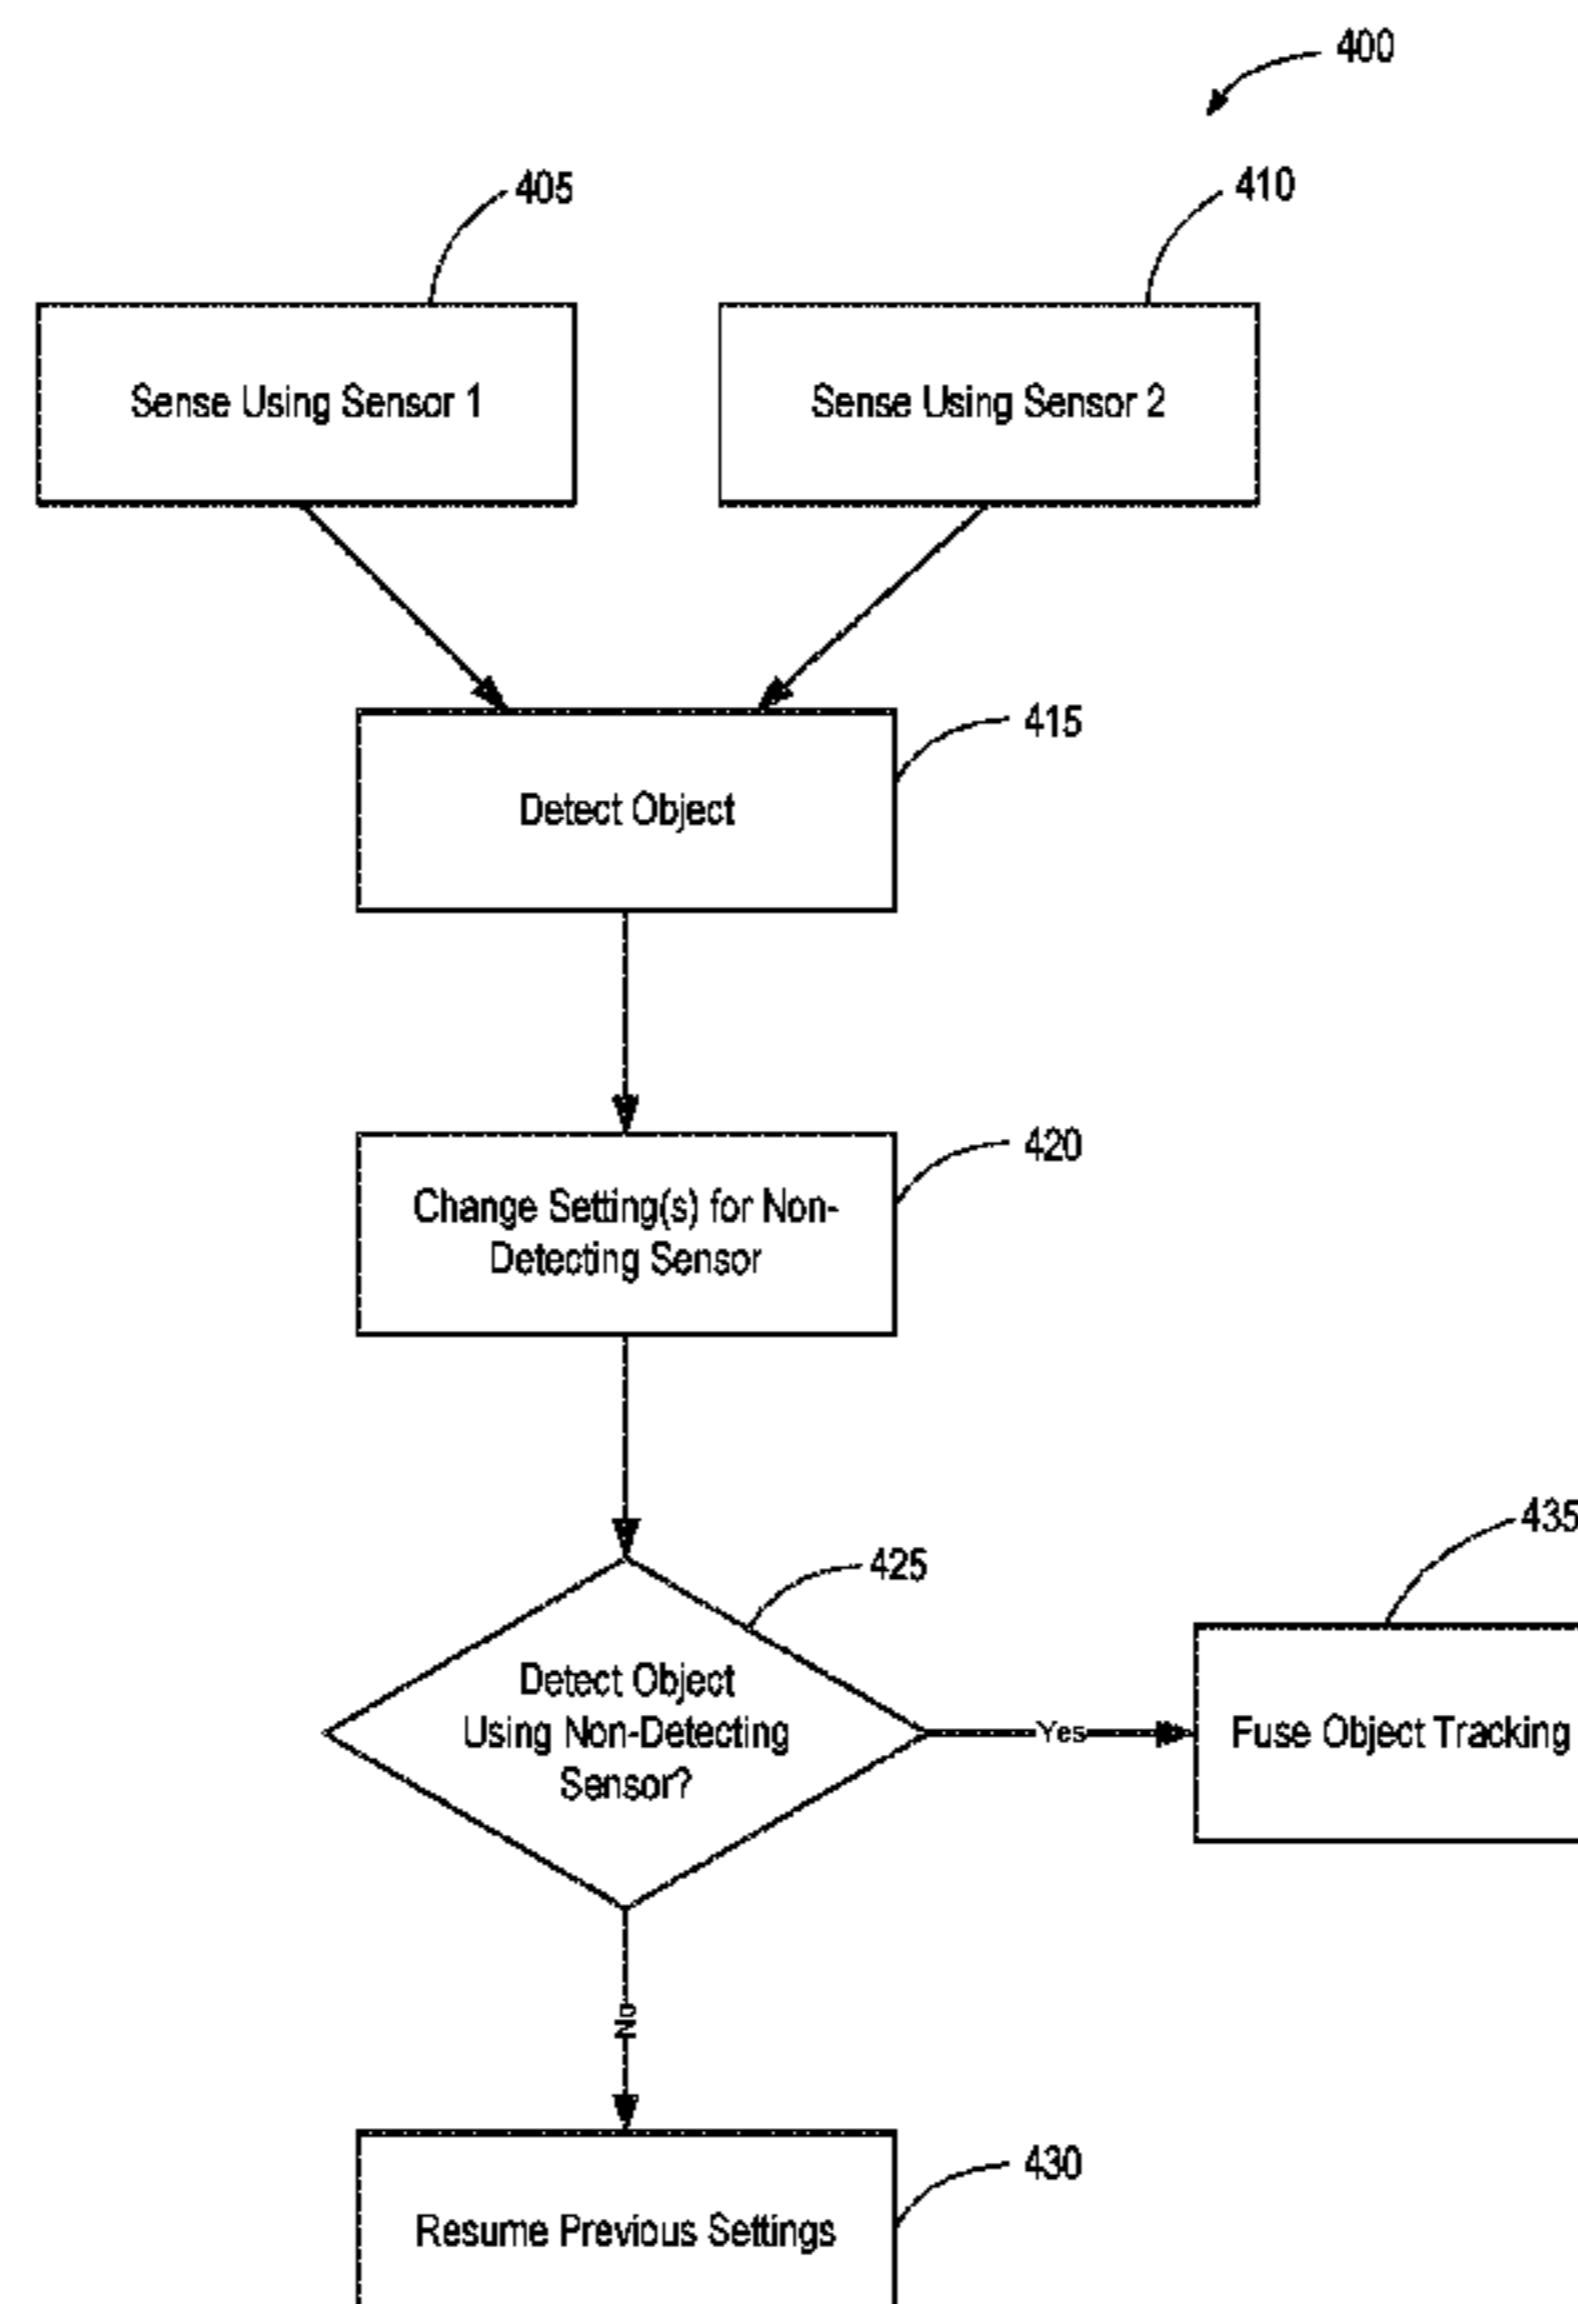 400
405
410
Sense Using Sensor 1
Sense Using Sensor 2
415
Detect Object
420
Change Setting(s) for Non-
Detecting Sensor
435
425
Detect Object
Using Non-Detecting
Sensor?
Yes
Fuse Object Tracking
No
430
Resume Previous Settings